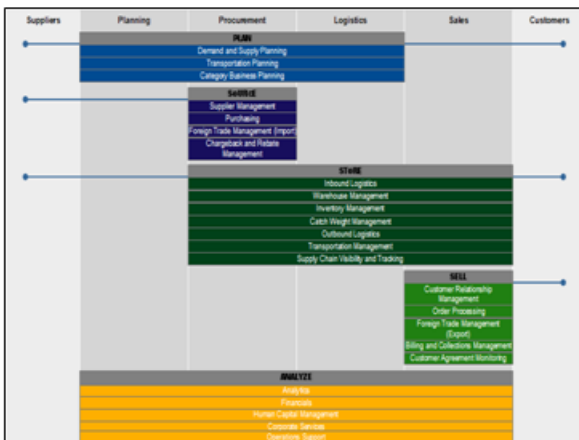 Suppliers Planning Procurement Logistics Sales Customers
PLAN
Demand and Supply Planning
Transportation Planning
Category Business Planning
SoURcE
Supplier Management
Purchasing
Foreign Trade Management (Import)
Chargeback and Rebate
Management
SToRE
Inbound Logistics
Warehouse Management
Inventory Management
Catch Weight Management
Outbound Logistics
Transportation Management
Supply Chain Visibility and Tracking
SELL
Customer Relationship
Management
Order Processing
Foreign Trade Management
(Export)
Billing and Collections Management
Customer Agreement Monitoring
ANALYZE
Analytics
Financials
Human Capital Management
Corporate Services
Operations Support